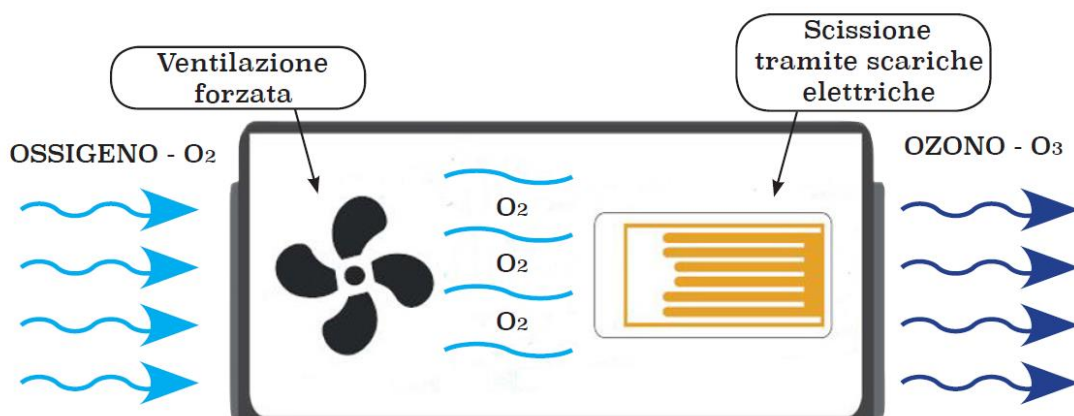 Ventilazione
forzata
Scissione
tramite scariche
elettriche
OSSIGENO - O₂
OZONO - O₃
O₂
O₂
O₂